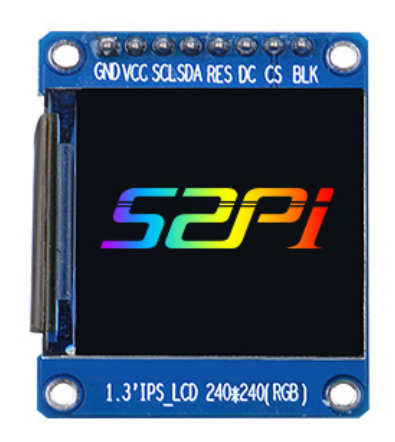 GND VCC SCL SDA RES DC CS BLK
52Pi
1.3'IPS_LCD 240*240(RGB)